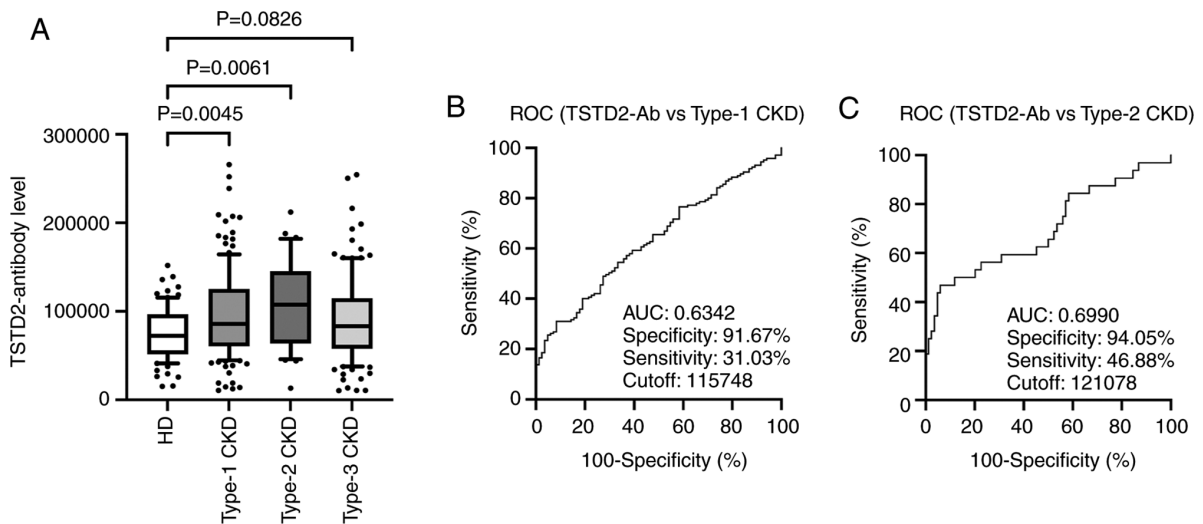 A
P=0.0826
P=0.0061
P=0.0045
TSTD2-antibody level
300000
200000
100000
0
HD
Type-1 CKD
Type-2 CKD
Type-3 CKD
B
ROC (TSTD2-Ab vs Type-1 CKD)
Sensitivity (%)
100
80
60
40
20
0
AUC: 0.6342
Specificity: 91.67%
Sensitivity: 31.03%
Cutoff: 115748
0 20 40 60 80 100
100-Specificity (%)
C
ROC (TSTD2-Ab vs Type-2 CKD)
Sensitivity (%)
100
80
60
40
20
0
AUC: 0.6990
Specificity: 94.05%
Sensitivity: 46.88%
Cutoff: 121078
0 20 40 60 80 100
100-Specificity (%)